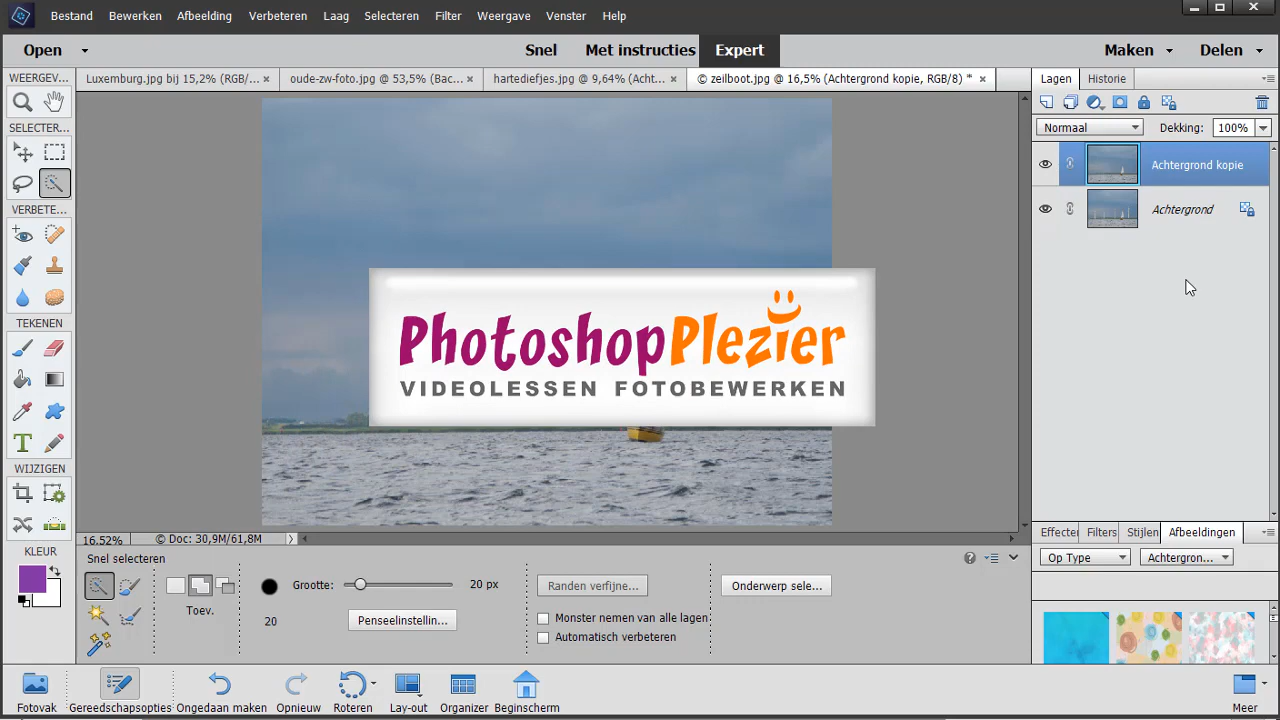 Bestand Bewerken Afbeelding Verbeteren Laag Selecteren Filter Weergave Venster Help
Open Snel Met instructies Expert Maken Delen
WEERGEV... Luxemburg.jpg bij 15,2% (RGB/... × oude-zw-foto.jpg @ 53,5% (Bac... × hartediefjes.jpg @ 9,64% (Acht... × © zeilboot.jpg @ 16,5% (Achtergrond kopie, RGB/8) * × Lagen Historie
SELECTER... Normaal Dekking: 100%
Achtergrond kopie
VERBETE... Achtergrond
PhotoshopPlezier
VIDEOLESSEN FOTOBEWERKEN
TEKENEN
WIJZIGEN
16.52% © Doc: 30,9M/61,8M Effecter Filters Stijlen Afbeeldingen
KLEUR Snel selecteren Op Type Achtergron...
Grootte: 20 px Randen verfijne... Onderwerp sele...
Toev. Penseelinstellin... Monster nemen van alle lagen
20 Automatisch verbeteren
Fotovak Gereedschapsopties Ongedaan maken Opnieuw Roteren Lay-out Organizer Beginscherm Meer